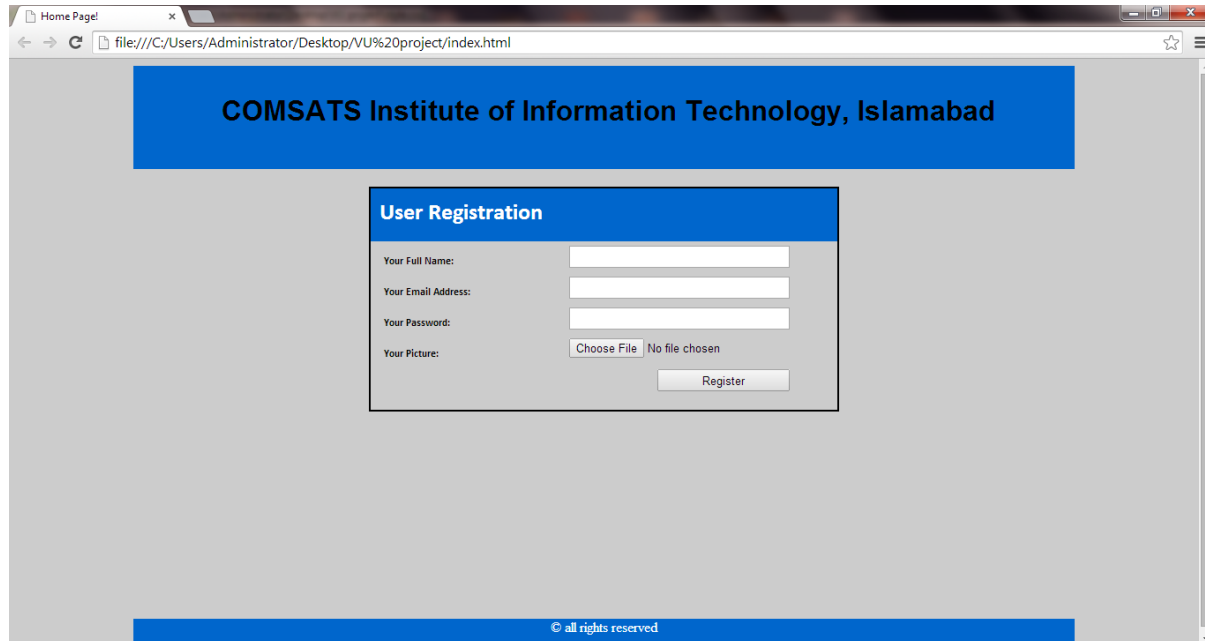 Home Page!
file:///C:/Users/Administrator/Desktop/VU%20project/index.html
COMSATS Institute of Information Technology, Islamabad
User Registration
Your Full Name:
Your Email Address:
Your Password:
Your Picture: Choose File No file chosen
Register
© all rights reserved